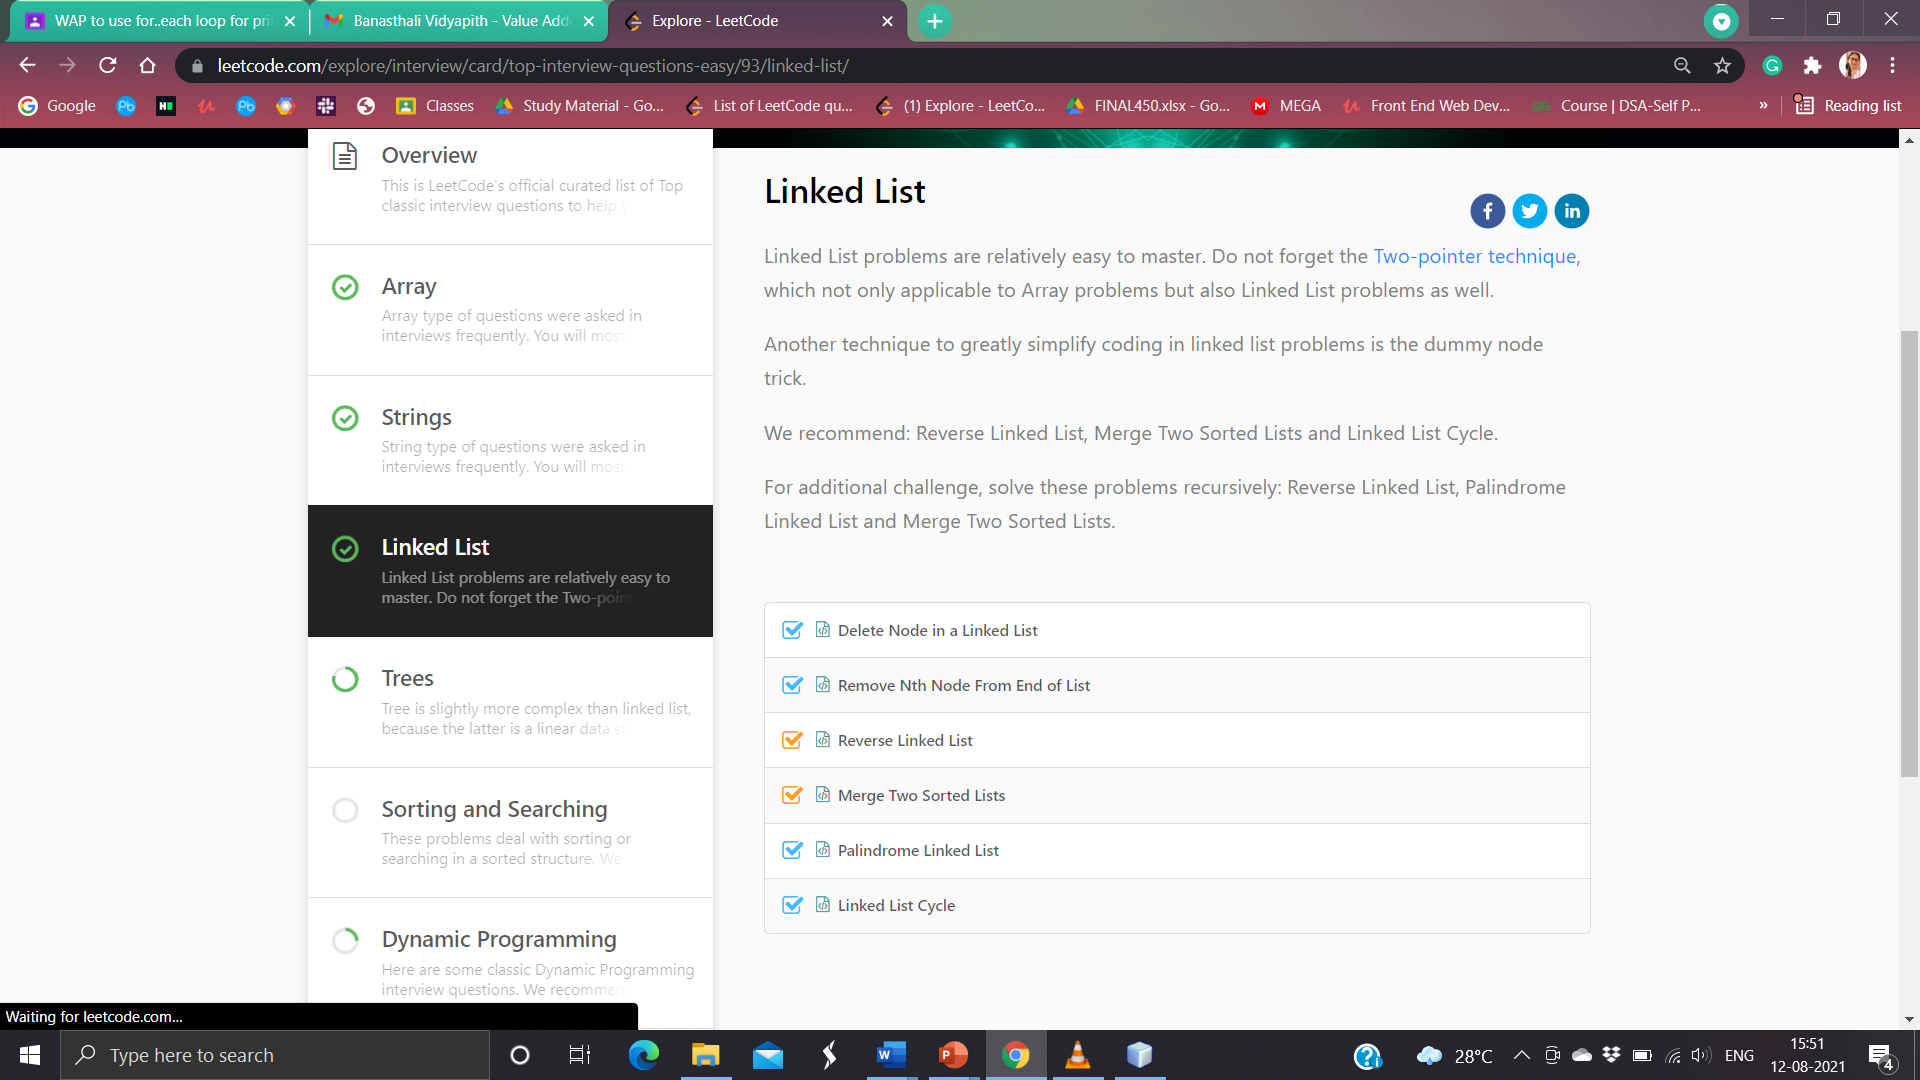 WAP to use for..each loop for pri
Banasthali Vidyapith - Value Add
Explore - LeetCode
leetcode.com/explore/interview/card/top-interview-questions-easy/93/linked-list/
Google
Classes
Study Material - Go...
List of LeetCode qu...
(1) Explore - LeetCo...
FINAL450.xlsx - Go...
MEGA
Front End Web Dev...
Course | DSA-Self P...
»
Reading list
Overview
This is LeetCode's official curated list of Top
classic interview questions to help y
Array
Array type of questions were asked in
interviews frequently. You will most
Strings
String type of questions were asked in
interviews frequently. You will most
Linked List
Linked List problems are relatively easy to
master. Do not forget the Two-poin
Trees
Tree is slightly more complex than linked list,
because the latter is a linear data st
Sorting and Searching
These problems deal with sorting or
searching in a sorted structure. We
Dynamic Programming
Here are some classic Dynamic Programming
interview questions. We recommen
Linked List
Linked List problems are relatively easy to master. Do not forget the Two-pointer technique,
which not only applicable to Array problems but also Linked List problems as well.
Another technique to greatly simplify coding in linked list problems is the dummy node
trick.
We recommend: Reverse Linked List, Merge Two Sorted Lists and Linked List Cycle.
For additional challenge, solve these problems recursively: Reverse Linked List, Palindrome
Linked List and Merge Two Sorted Lists.
Delete Node in a Linked List
Remove Nth Node From End of List
Reverse Linked List
Merge Two Sorted Lists
Palindrome Linked List
Linked List Cycle
Waiting for leetcode.com...
Type here to search
28°C
ENG
15:51
12-08-2021
4